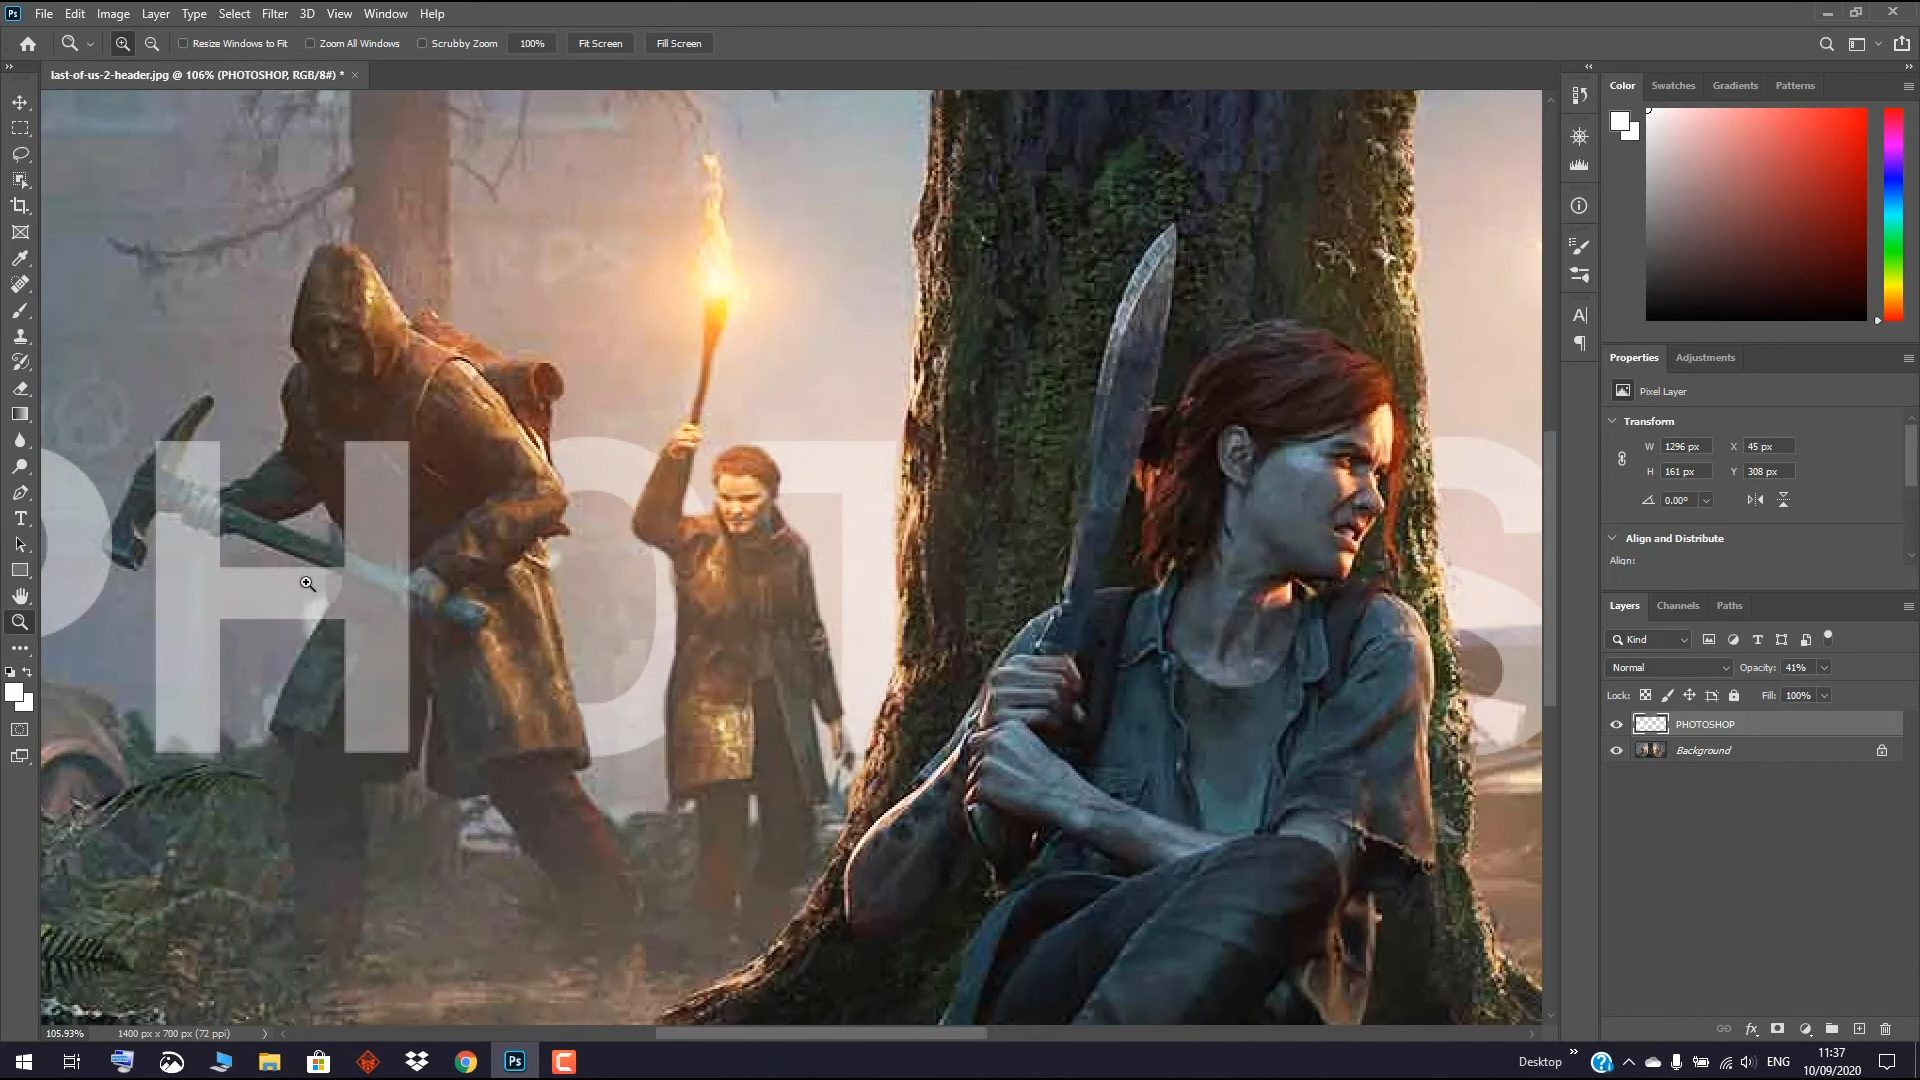 Ps File Edit Image Layer Type Select Filter 3D View Window Help
Resize Windows to Fit Zoom All Windows Scrubby Zoom 100% Fit Screen Fill Screen
last-of-us-2-header.jpg @ 106% (PHOTOSHOP, RGB/8#) *
Color Swatches Gradients Patterns
Properties Adjustments
Pixel Layer
Transform
W 1296 px X 45 px
H 161 px Y 308 px
0.00°
Align and Distribute
Align:
PHOTOS
Layers Channels Paths
Kind
Normal Opacity: 41%
Lock: Fill: 100%
PHOTOSHOP
Background
105.93% 1400 px x 700 px (72 ppi)
Ps Desktop ENG 11:37
10/09/2020